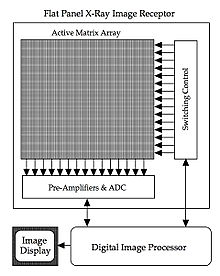 Flat Panel X-Ray Image Receptor
Active Matrix Array
Switching Control
Pre-Amplifiers & ADC
Image
Display
Digital Image Processor